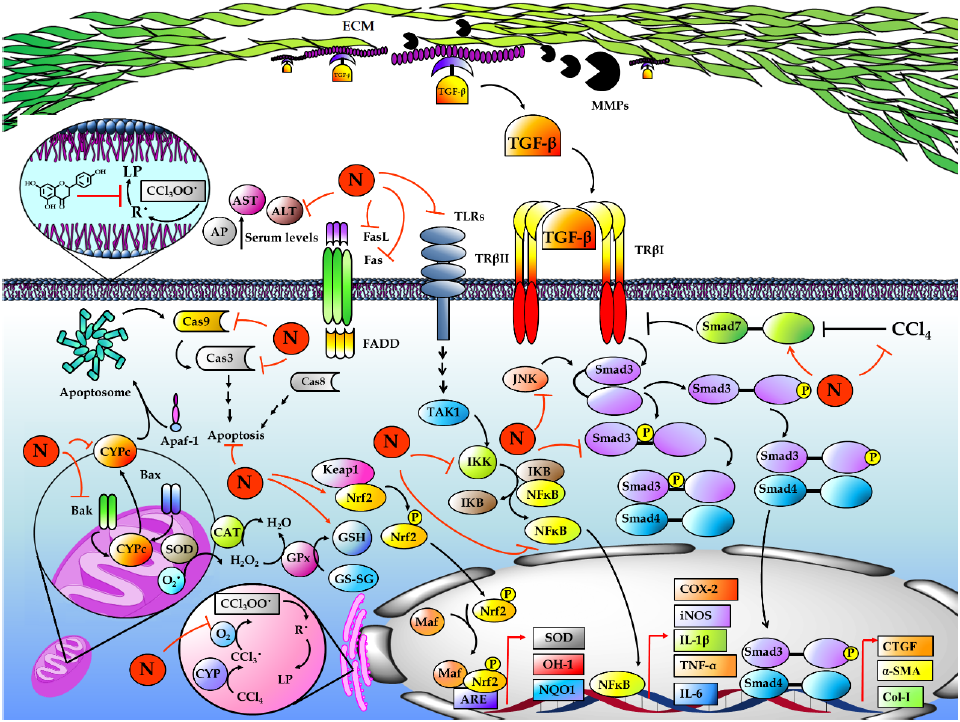 ECM
TGF-β
TGF-β
MMPs
TGF-β
OH
HO
O
OH
O
LP
CCl₃OO•
R•
N
AST
ALT
AP
Serum levels
FasL
Fas
TLRs
TRβII
TGF-β
TRβI
Cas9
N
Cas3
FADD
Cas8
Apoptosome
Apaf-1
Apoptosis
Smad7
CCl₄
JNK
Smad3
Smad3
P
N
TAK1
N
CYPc
Bax
Bak
N
N
IKK
IKB
NFκB
IKB
N
Smad3
P
Smad3
P
Smad4
Smad3
P
Smad4
N
Keap1
Nrf2
P
Nrf2
NFκB
CYPc
SOD
O₂•
CAT
H₂O
H₂O₂
GPx
GSH
GS-SG
CCl₃OO•
O₂
R•
CCl₃•
CYP
LP
CCl₄
N
Maf
Nrf2
P
Maf
P
Nrf2
ARE
SOD
OH-1
NQO1
NFκB
COX-2
iNOS
IL-1β
TNF-α
IL-6
Smad3
P
Smad4
CTGF
α-SMA
Col-I